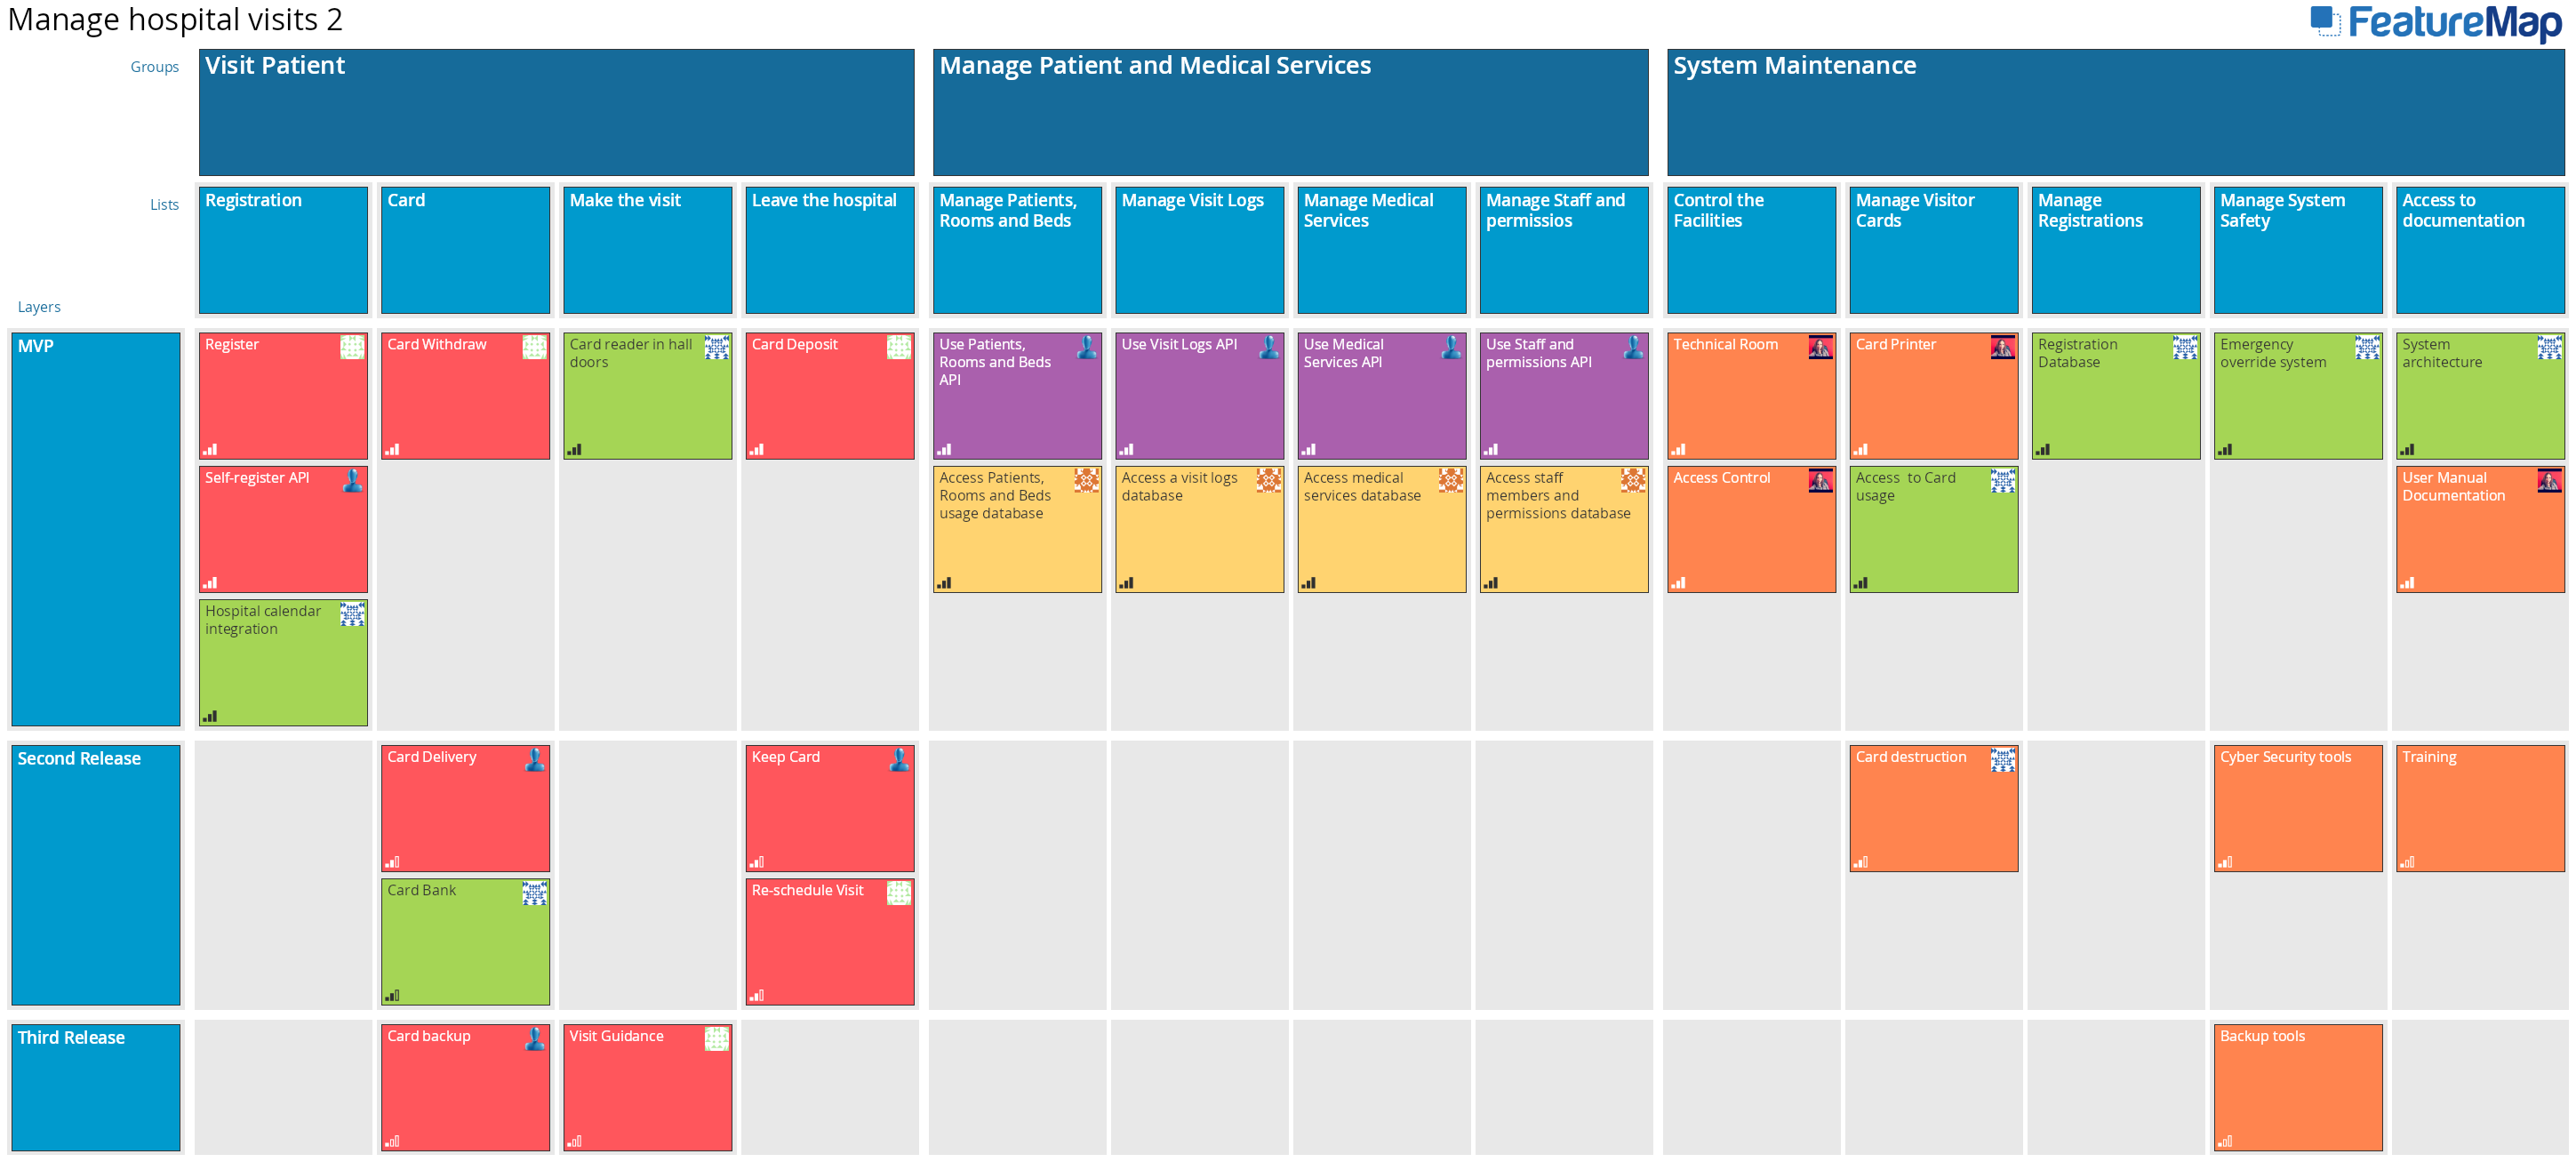 Manage hospital visits 2
FeatureMap
Groups
Visit Patient
Manage Patient and Medical Services
System Maintenance
Lists
Registration
Card
Make the visit
Leave the hospital
Manage Patients,
Rooms and Beds
Manage Visit Logs
Manage Medical
Services
Manage Staff and
permissios
Control the
Facilities
Manage Visitor
Cards
Manage
Registrations
Manage System
Safety
Access to
documentation
Layers
MVP
Register
Card Withdraw
Card reader in hall
doors
Card Deposit
Use Patients,
Rooms and Beds
API
Use Visit Logs API
Use Medical
Services API
Use Staff and
permissions API
Technical Room
Card Printer
Registration
Database
Emergency
override system
System
architecture
Self-register API
Access Patients,
Rooms and Beds
usage database
Access a visit logs
database
Access medical
services database
Access staff
members and
permissions database
Access Control
Access  to Card
usage
User Manual
Documentation
Hospital calendar
integration
Second Release
Card Delivery
Keep Card
Card destruction
Cyber Security tools
Training
Card Bank
Re-schedule Visit
Third Release
Card backup
Visit Guidance
Backup tools